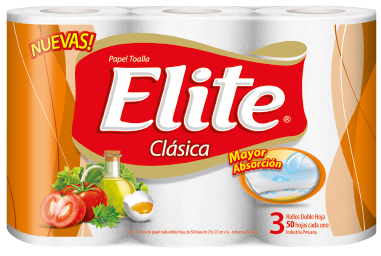 NUEVAS!
Papel Toalla
Elite
®
Clásica
Mayor
Absorción
3 Rollos Doble Hoja
50 hojas cada uno
Industria Peruana